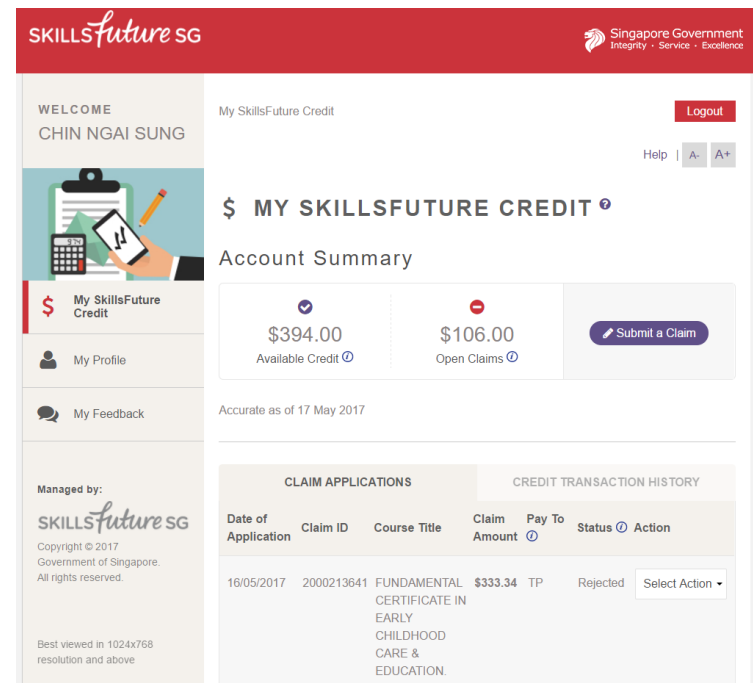 SKILLSfuture SG
Singapore Government
Integrity · Service · Excellence
WELCOME
CHIN NGAI SUNG
My SkillsFuture Credit
Logout
Help | A- A+
974
$ MY SKILLSFUTURE CREDIT ?
Account Summary
$ My SkillsFuture
Credit
$394.00
Available Credit i
$106.00
Open Claims i
Submit a Claim
My Profile
My Feedback
Accurate as of 17 May 2017
Managed by:
SKILLSfuture SG
Copyright © 2017
Government of Singapore.
All rights reserved.
Best viewed in 1024x768
resolution and above
CLAIM APPLICATIONS
CREDIT TRANSACTION HISTORY
Date of
Application
Claim ID
Course Title
Claim
Amount
Pay To
i
Status i
Action
16/05/2017
2000213641
FUNDAMENTAL
CERTIFICATE IN
EARLY
CHILDHOOD
CARE &
EDUCATION.
$333.34
TP
Rejected
Select Action